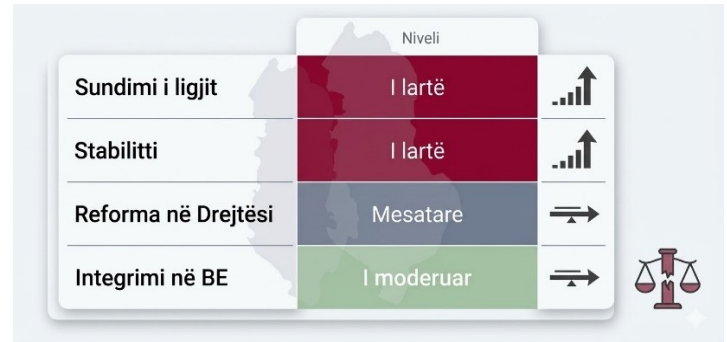 Niveli
Sundimi i ligjit I lartë
Stabilitti I lartë
Reforma në Drejtësi Mesatare
Integrimi në BE I moderuar